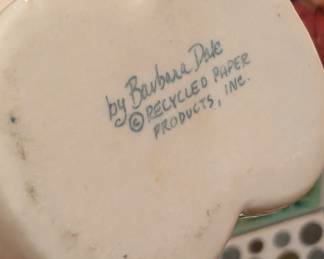 by Barbara Dale
© RECYCLED PAPER
PRODUCTS, INC.